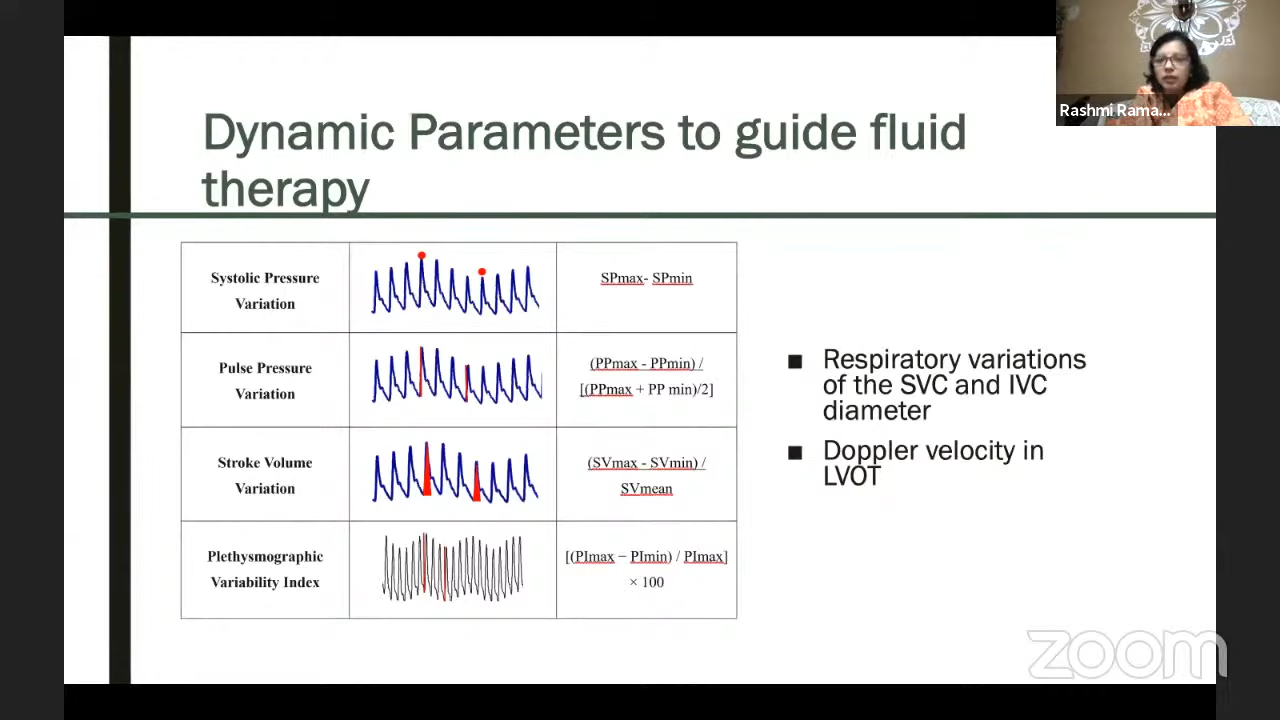 Rashmi Rama...
Dynamic Parameters to guide fluid
therapy
Systolic Pressure
Variation
SPmax- SPmin
Pulse Pressure
Variation
(PPmax - PPmin) /
[(PPmax + PP min)/2]
Stroke Volume
Variation
(SVmax - SVmin) /
SVmean
Plethysmographic
Variability Index
[(PImax − PImin) / PImax]
× 100
■ Respiratory variations
of the SVC and IVC
diameter
■ Doppler velocity in
LVOT
zoom